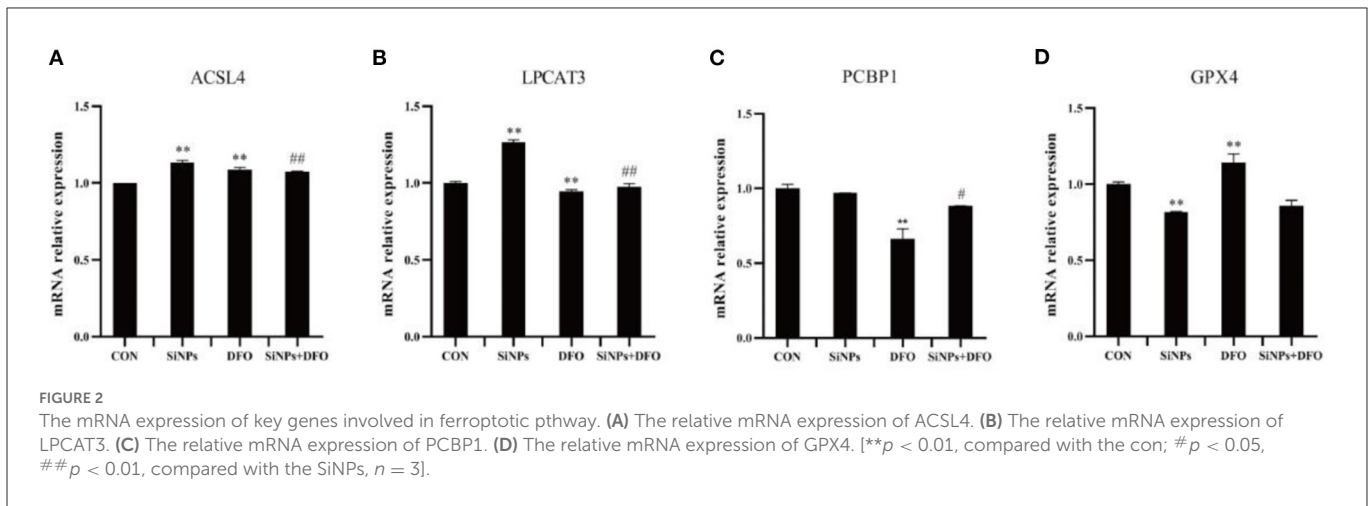 A
ACSL4
mRNA relative expression
1.5
1.0
0.5
0.0
**
**
##
CON
SiNPs
DFO
SiNPs+DFO
B
LPCAT3
mRNA relative expression
1.5
1.0
0.5
0.0
**
**
##
CON
SiNPs
DFO
SiNPs+DFO
C
PCBP1
mRNA relative expression
1.5
1.0
0.5
0.0
**
#
CON
SiNPs
DFO
SiNPs+DFO
D
GPX4
mRNA relative expression
1.5
1.0
0.5
0.0
**
**
CON
SiNPs
DFO
SiNPs+DFO
FIGURE 2
The mRNA expression of key genes involved in ferroptotic pthway. (A) The relative mRNA expression of ACSL4. (B) The relative mRNA expression of
LPCAT3. (C) The relative mRNA expression of PCBP1. (D) The relative mRNA expression of GPX4. [**p < 0.01, compared with the con; #p < 0.05,
##p < 0.01, compared with the SiNPs, n = 3].